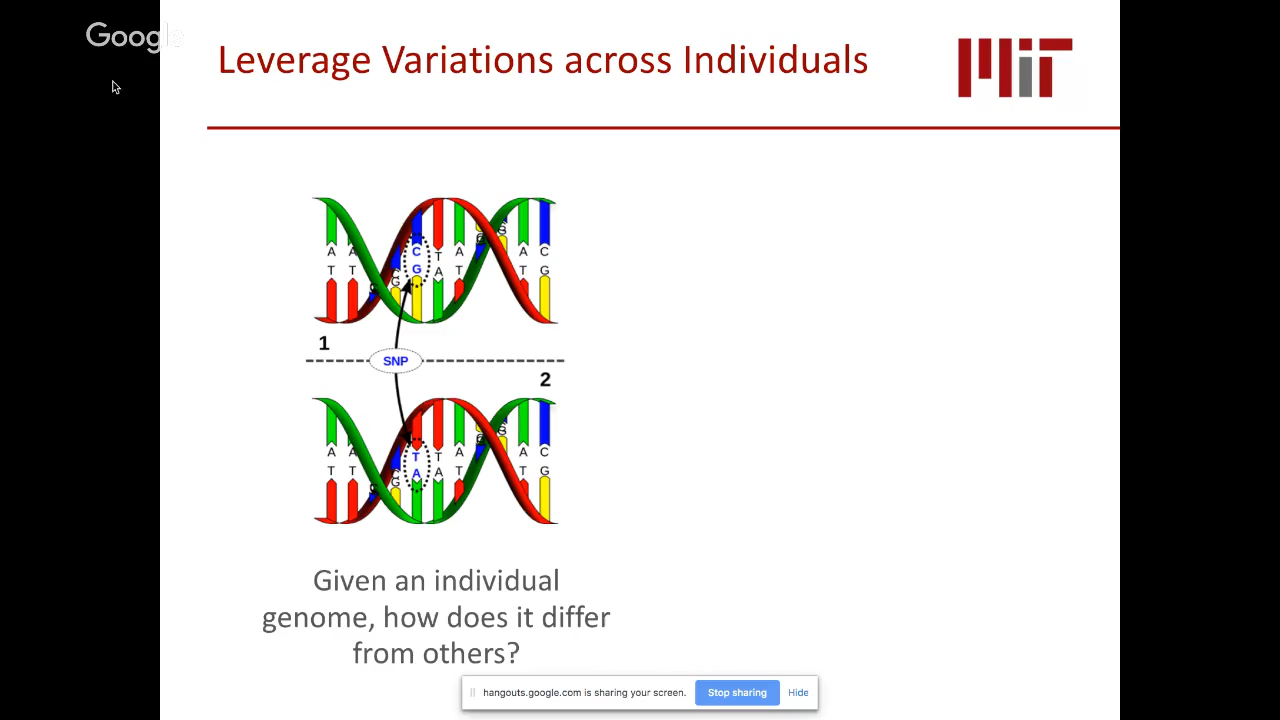 Google
Leverage Variations across Individuals
MIT
A A C T A G A C
T T G G A T T G
1
SNP
2
A A T T A G A C
T T G A A T T G
Given an individual
genome, how does it differ
from others?
hangouts.google.com is sharing your screen. Stop sharing Hide